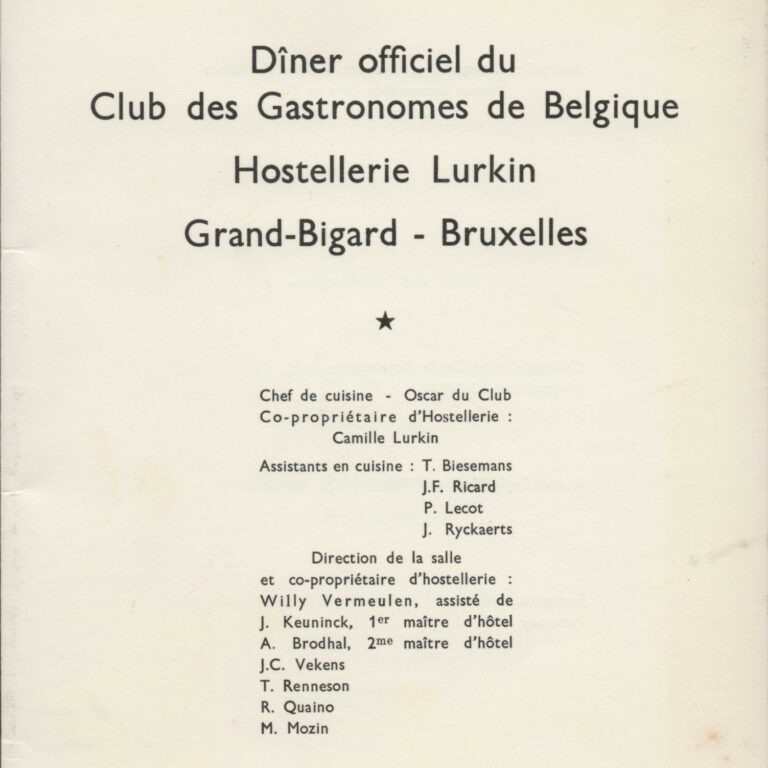 Dîner officiel du
Club des Gastronomes de Belgique
Hostellerie Lurkin
Grand-Bigard - Bruxelles
★
Chef de cuisine - Oscar du Club
Co-propriétaire d'Hostellerie :
Camille Lurkin
Assistants en cuisine : T. Biesemans
J.F. Ricard
P. Lecot
J. Ryckaerts
Direction de la salle
et co-propriétaire d'hostellerie :
Willy Vermeulen, assisté de
J. Keuninck, 1er maître d'hôtel
A. Brodhal, 2me maître d'hôtel
J.C. Vekens
T. Renneson
R. Quaino
M. Mozin